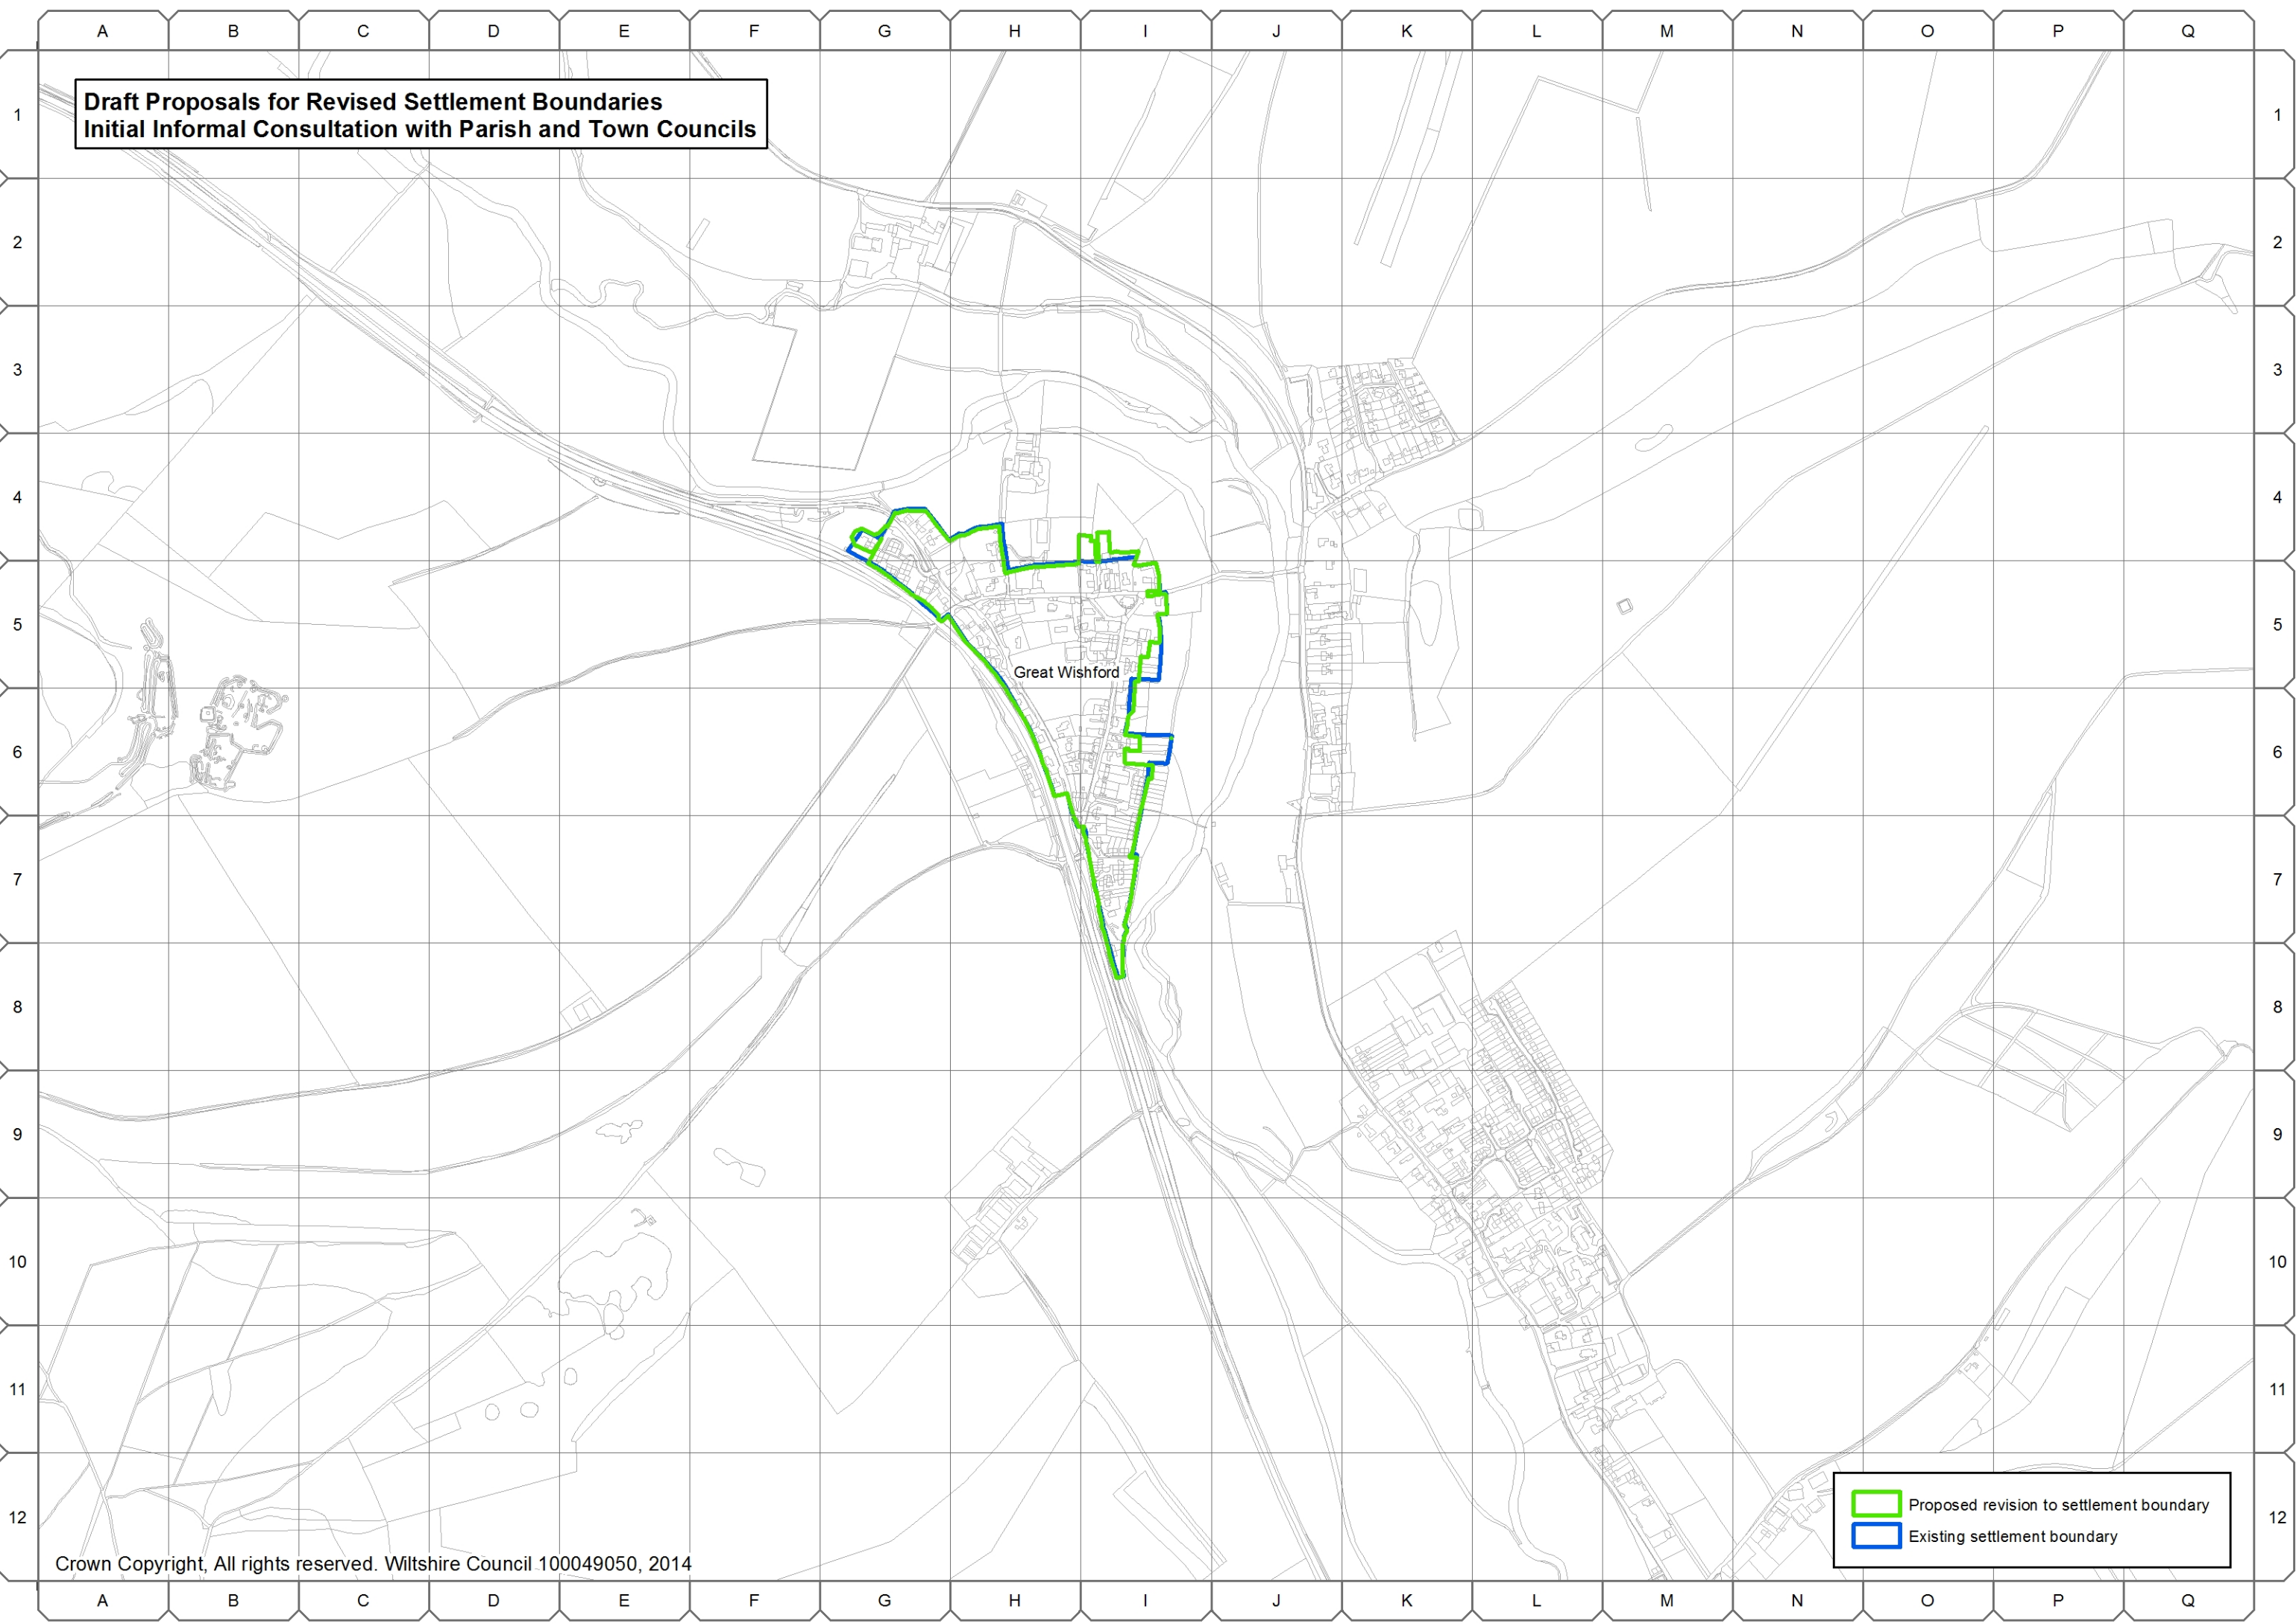 A B C D E F G H I J K L M N O P Q
Draft Proposals for Revised Settlement Boundaries
Initial Informal Consultation with Parish and Town Councils
1 1
2 2
3 3
4 4
5 5
Great Wishford
6 6
7 7
8 8
9 9
10 10
11 11
Proposed revision to settlement boundary
12 12
Existing settlement boundary
Crown Copyright, All rights reserved. Wiltshire Council 100049050, 2014
A B C D E F G H I J K L M N O P Q